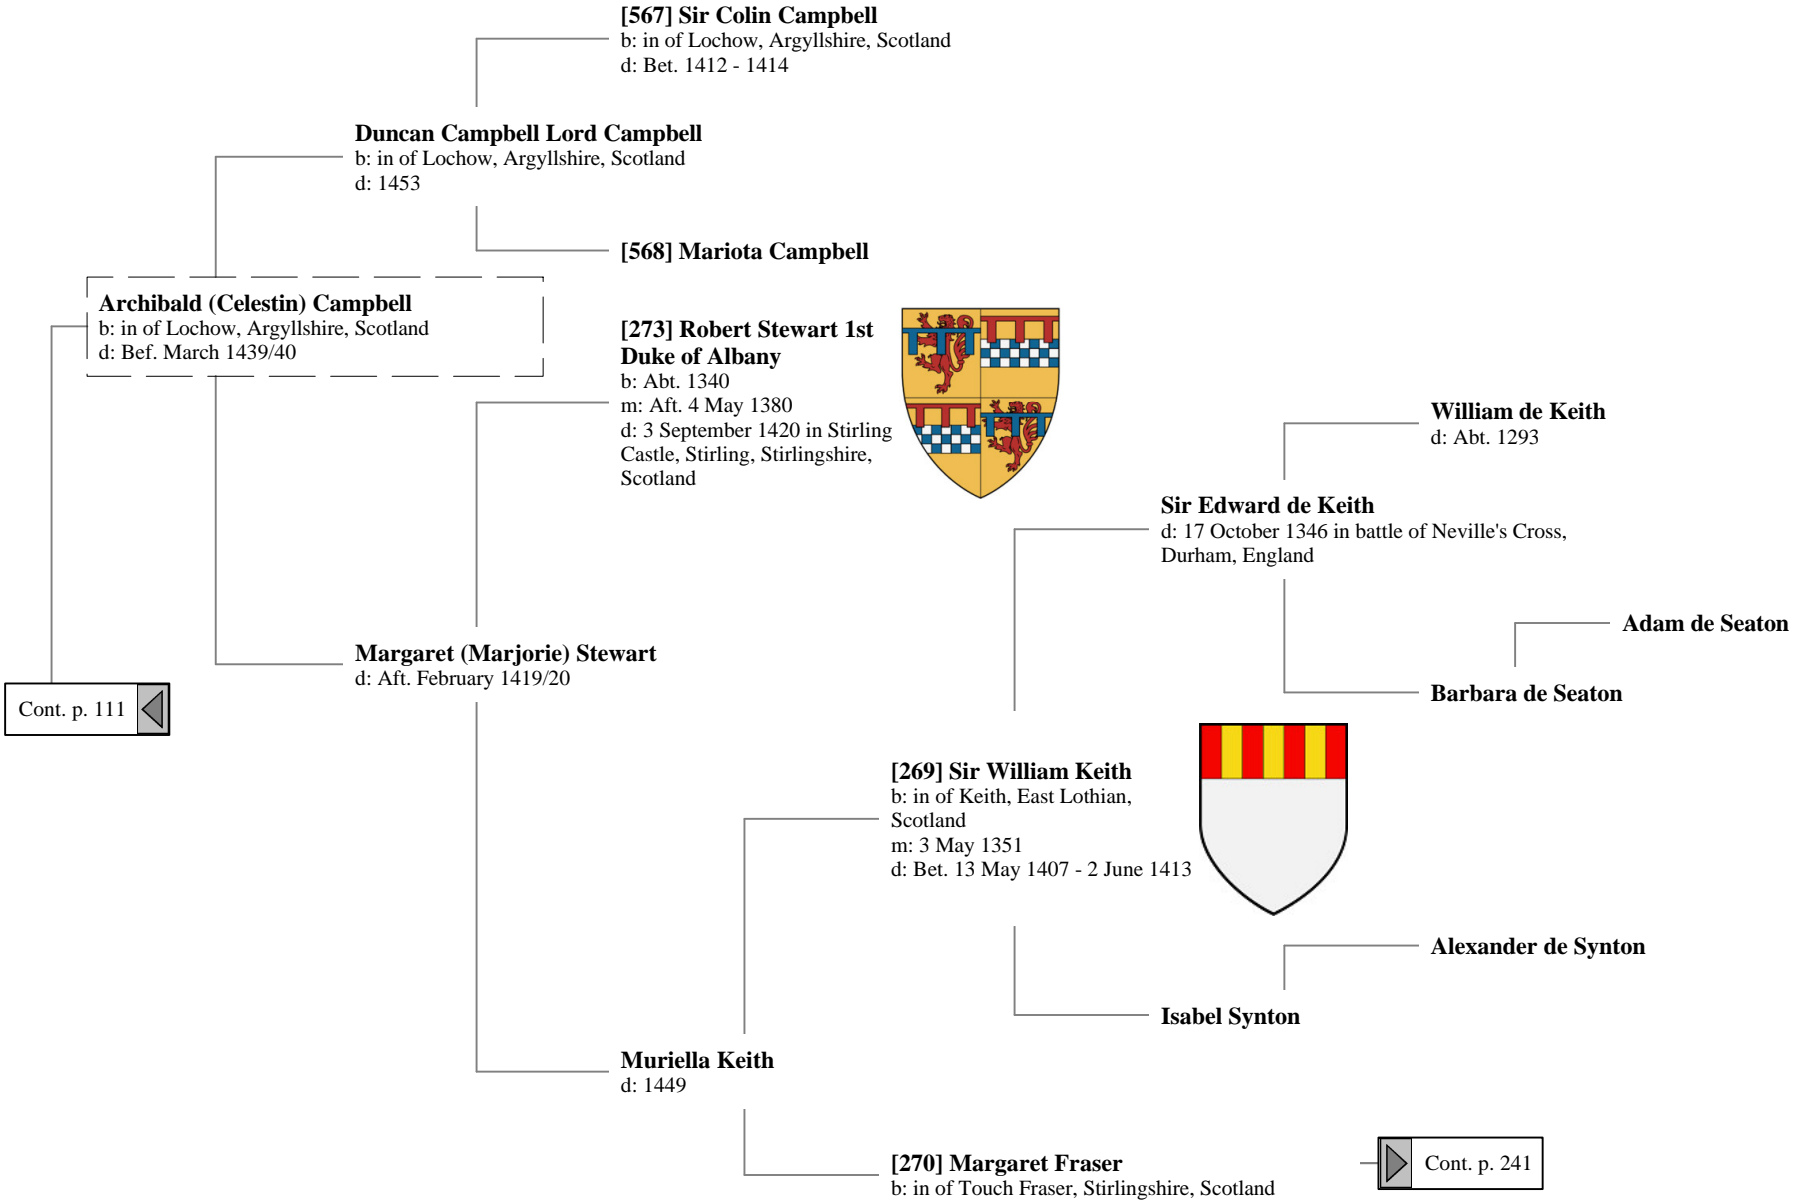 [567] Sir Colin Campbell
b: in of Lochow, Argyllshire, Scotland
d: Bet. 1412 - 1414
Duncan Campbell Lord Campbell
b: in of Lochow, Argyllshire, Scotland
d: 1453
[568] Mariota Campbell
Archibald (Celestin) Campbell
b: in of Lochow, Argyllshire, Scotland
d: Bef. March 1439/40
[273] Robert Stewart 1st
Duke of Albany
b: Abt. 1340
m: Aft. 4 May 1380
d: 3 September 1420 in Stirling
Castle, Stirling, Stirlingshire,
Scotland
William de Keith
d: Abt. 1293
Sir Edward de Keith
d: 17 October 1346 in battle of Neville's Cross,
Durham, England
Adam de Seaton
Margaret (Marjorie) Stewart
d: Aft. February 1419/20
Barbara de Seaton
Cont. p. 111
[269] Sir William Keith
b: in of Keith, East Lothian,
Scotland
m: 3 May 1351
d: Bet. 13 May 1407 - 2 June 1413
Alexander de Synton
Isabel Synton
Muriella Keith
d: 1449
[270] Margaret Fraser
b: in of Touch Fraser, Stirlingshire, Scotland
Cont. p. 241